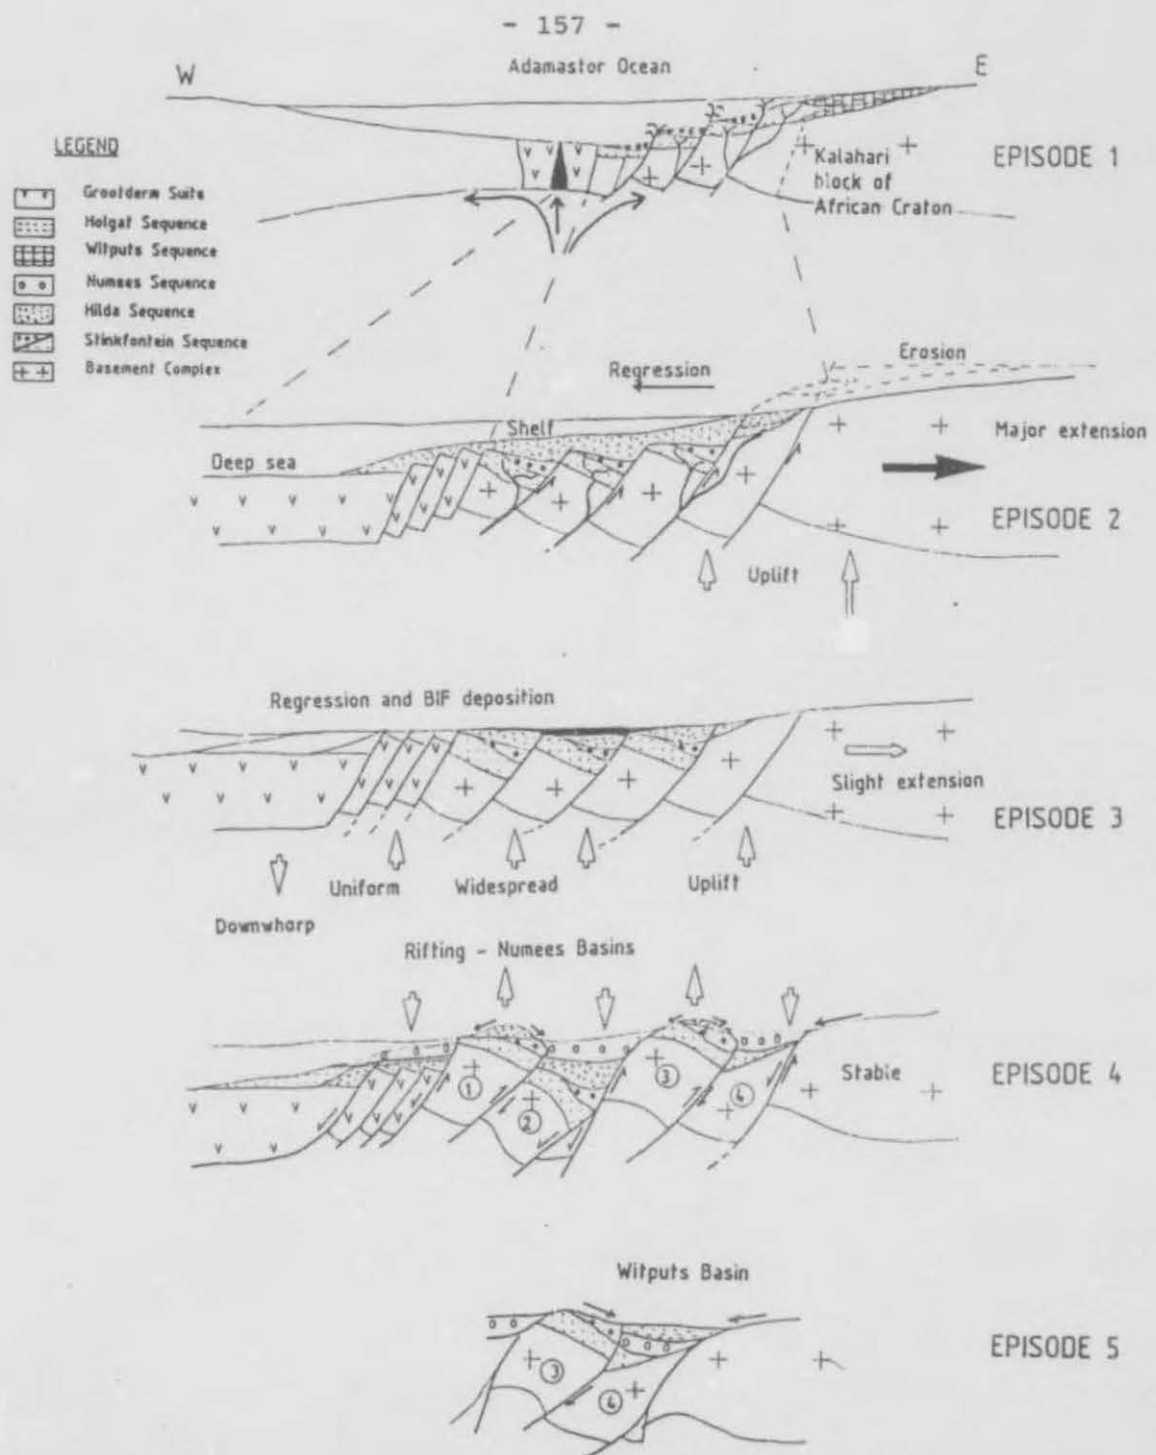 - 157 -
W
Adamastor Ocean
E
LEGEND
Grootderm Suite
Holgat Sequence
Witputs Sequence
Numees Sequence
Hilda Sequence
Stinkfontein Sequence
Basement Complex
Kalahari
block of
African Craton
EPISODE 1
Regression
Erosion
Shelf
Deep sea
Major extension
EPISODE 2
Uplift
Regression and BIF deposition
Slight extension
EPISODE 3
Uniform
Widespread
Uplift
Downwharp
Rifting - Numees Basins
1
2
3
4
Stable
EPISODE 4
Witputs Basin
3
4
EPISODE 5